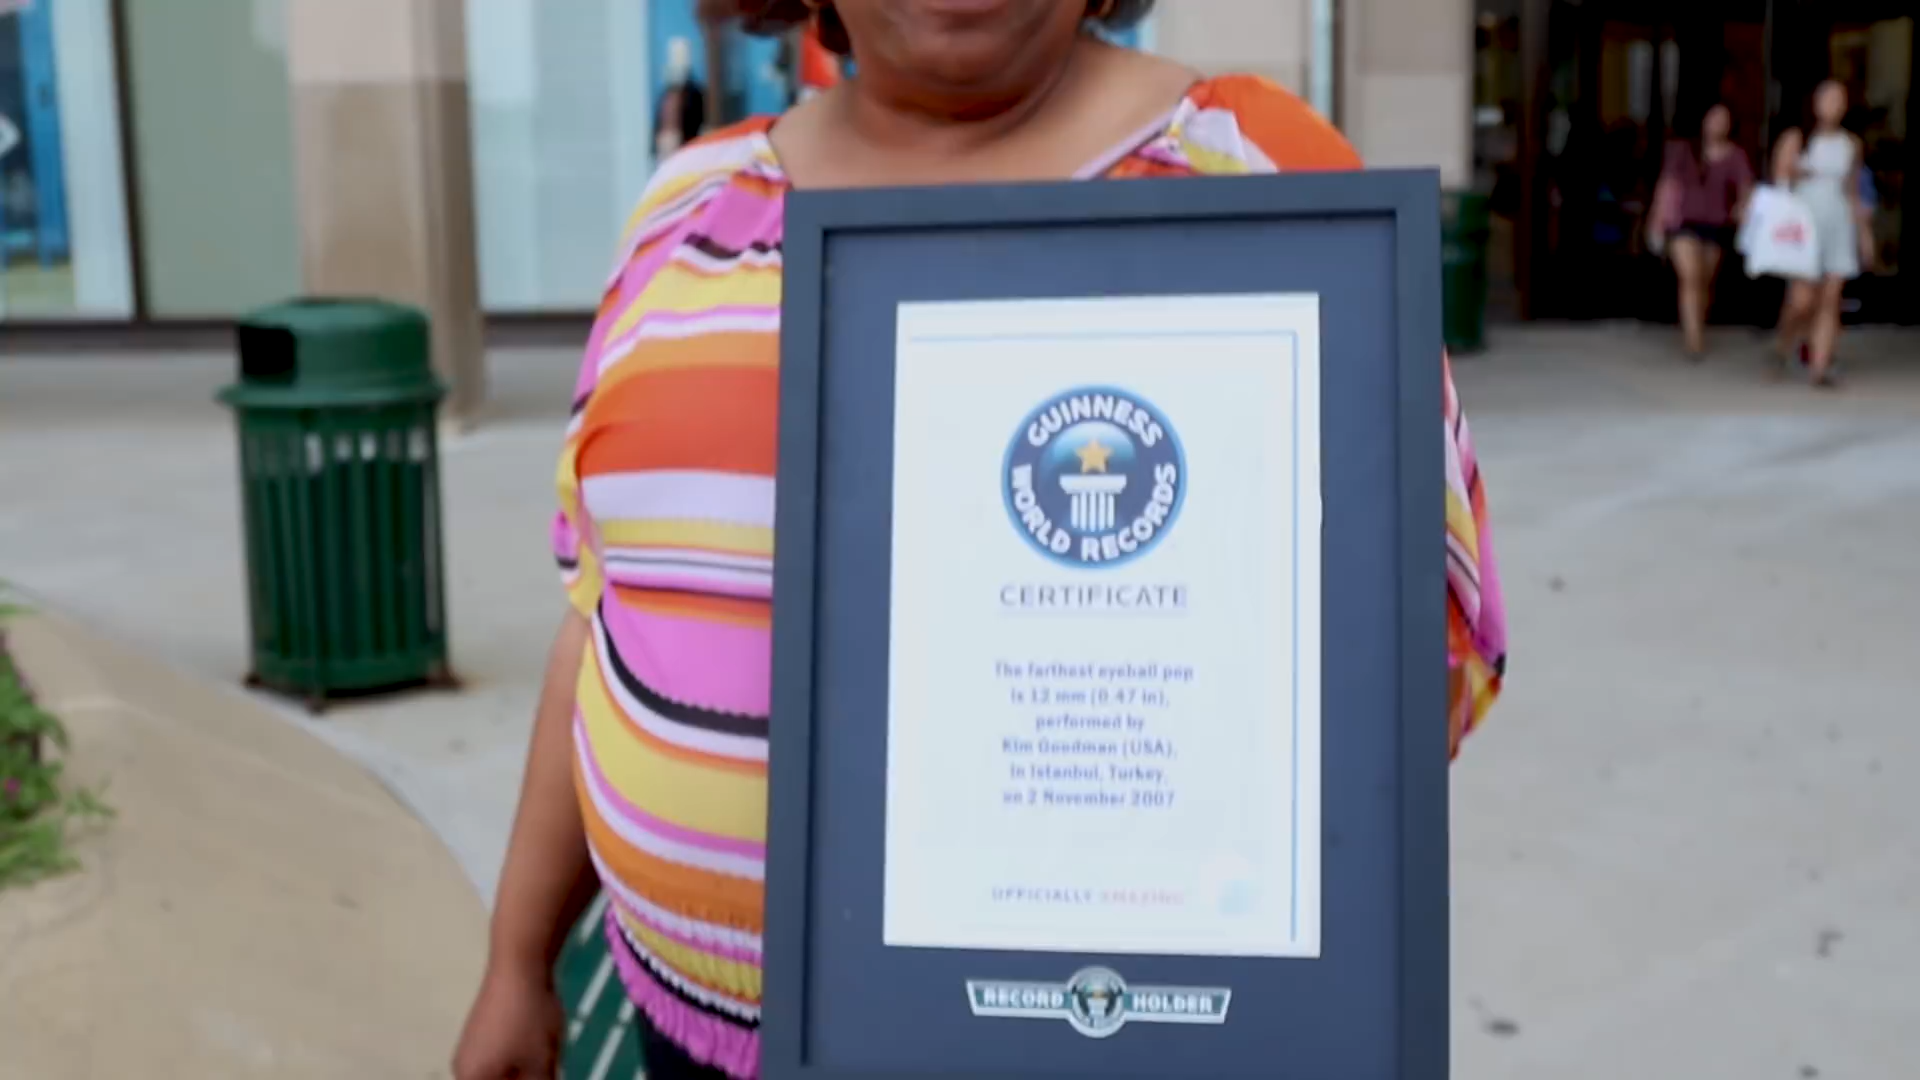 GUINNESS
WORLD RECORDS
CERTIFICATE
The farthest eyeball pop
is 12 mm (0.47 in),
performed by
Kim Goodman (USA),
in Istanbul, Turkey,
on 2 November 2007
OFFICIALLY AMAZING
RECORD HOLDER